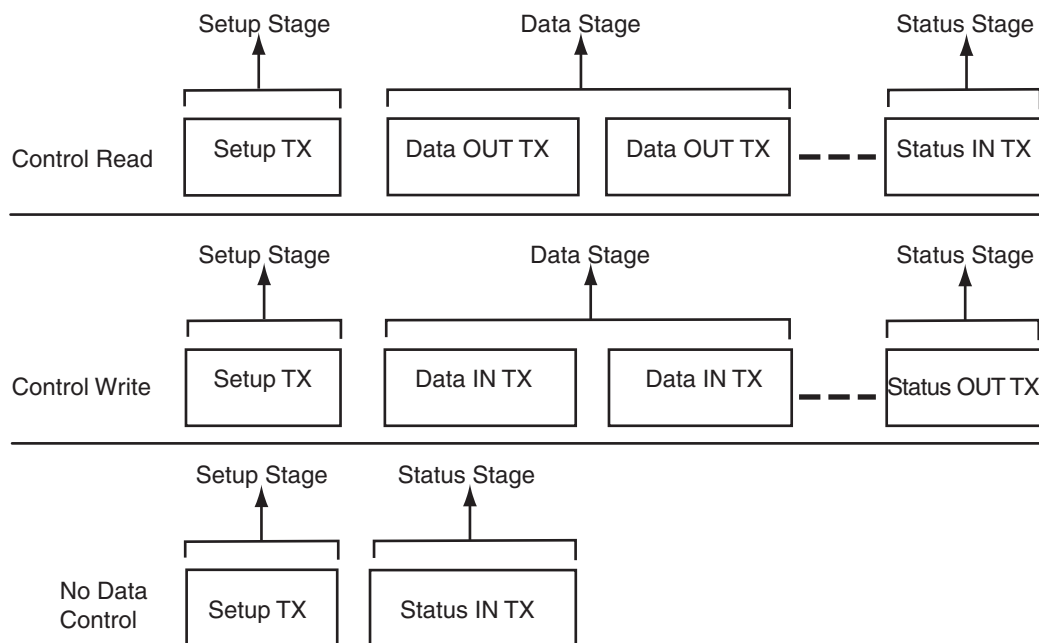 Setup Stage Data Stage Status Stage
Control Read Setup TX Data OUT TX Data OUT TX Status IN TX
Setup Stage Data Stage Status Stage
Control Write Setup TX Data IN TX Data IN TX Status OUT TX
Setup Stage Status Stage
No Data
Control Setup TX Status IN TX